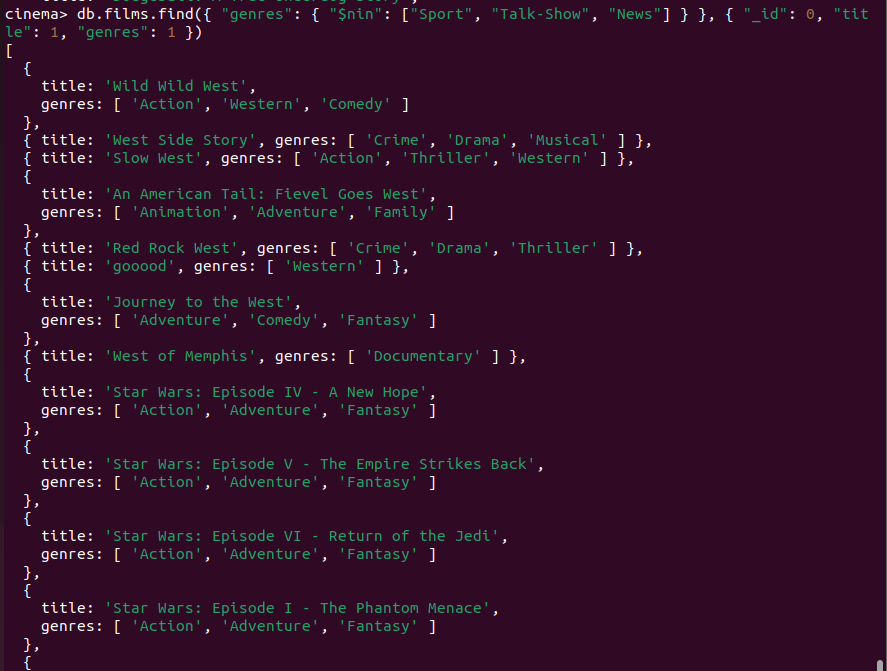 cinema> db.films.find({ "genres": { "$nin": ["Sport", "Talk-Show", "News"] } }, { "_id": 0, "tit
le": 1, "genres": 1 })
[
  {
    title: 'Wild Wild West',
    genres: [ 'Action', 'Western', 'Comedy' ]
  },
  { title: 'West Side Story', genres: [ 'Crime', 'Drama', 'Musical' ] },
  { title: 'Slow West', genres: [ 'Action', 'Thriller', 'Western' ] },
  {
    title: 'An American Tail: Fievel Goes West',
    genres: [ 'Animation', 'Adventure', 'Family' ]
  },
  { title: 'Red Rock West', genres: [ 'Crime', 'Drama', 'Thriller' ] },
  { title: 'gooood', genres: [ 'Western' ] },
  {
    title: 'Journey to the West',
    genres: [ 'Adventure', 'Comedy', 'Fantasy' ]
  },
  { title: 'West of Memphis', genres: [ 'Documentary' ] },
  {
    title: 'Star Wars: Episode IV - A New Hope',
    genres: [ 'Action', 'Adventure', 'Fantasy' ]
  },
  {
    title: 'Star Wars: Episode V - The Empire Strikes Back',
    genres: [ 'Action', 'Adventure', 'Fantasy' ]
  },
  {
    title: 'Star Wars: Episode VI - Return of the Jedi',
    genres: [ 'Action', 'Adventure', 'Fantasy' ]
  },
  {
    title: 'Star Wars: Episode I - The Phantom Menace',
    genres: [ 'Action', 'Adventure', 'Fantasy' ]
  },
  {